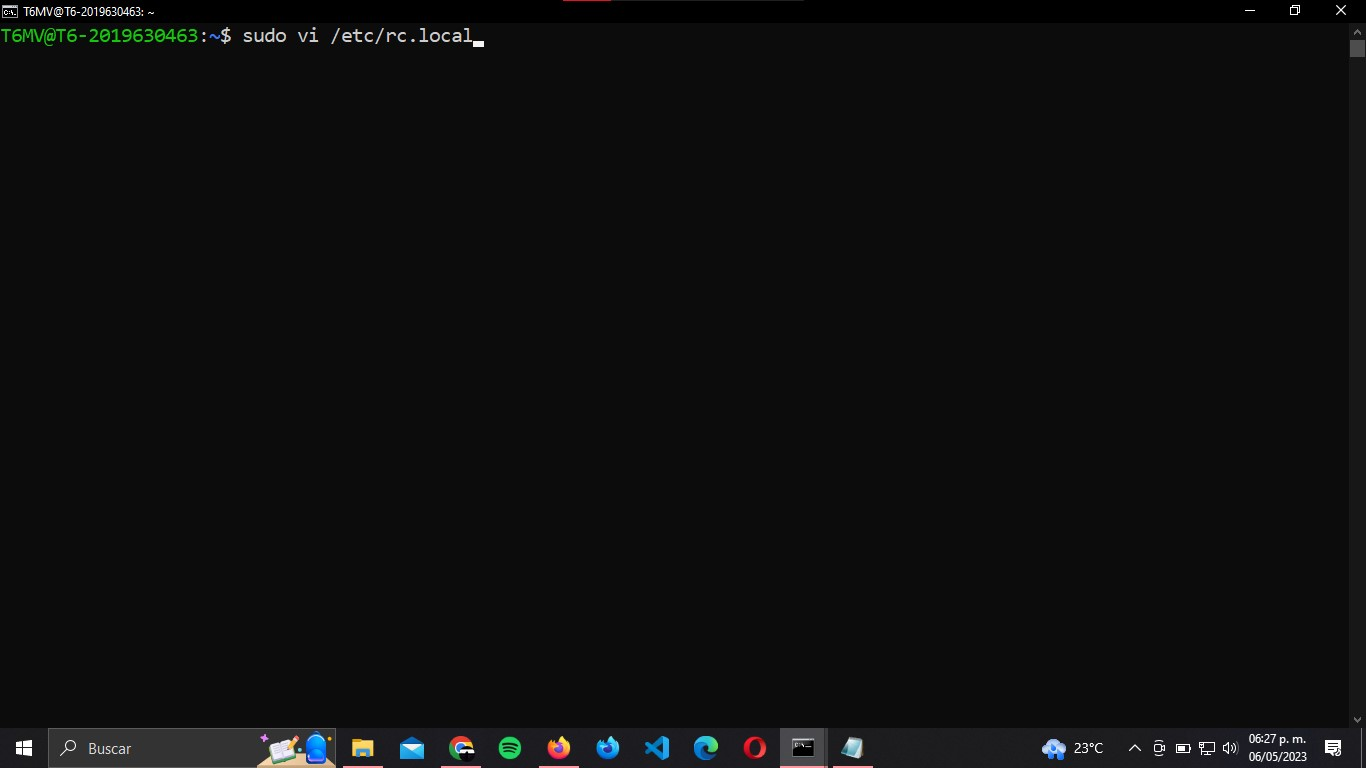 T6MV@T6-2019630463: ~
T6MV@T6-2019630463:~$ sudo vi /etc/rc.local
Buscar
23°C
06:27 p. m.
06/05/2023